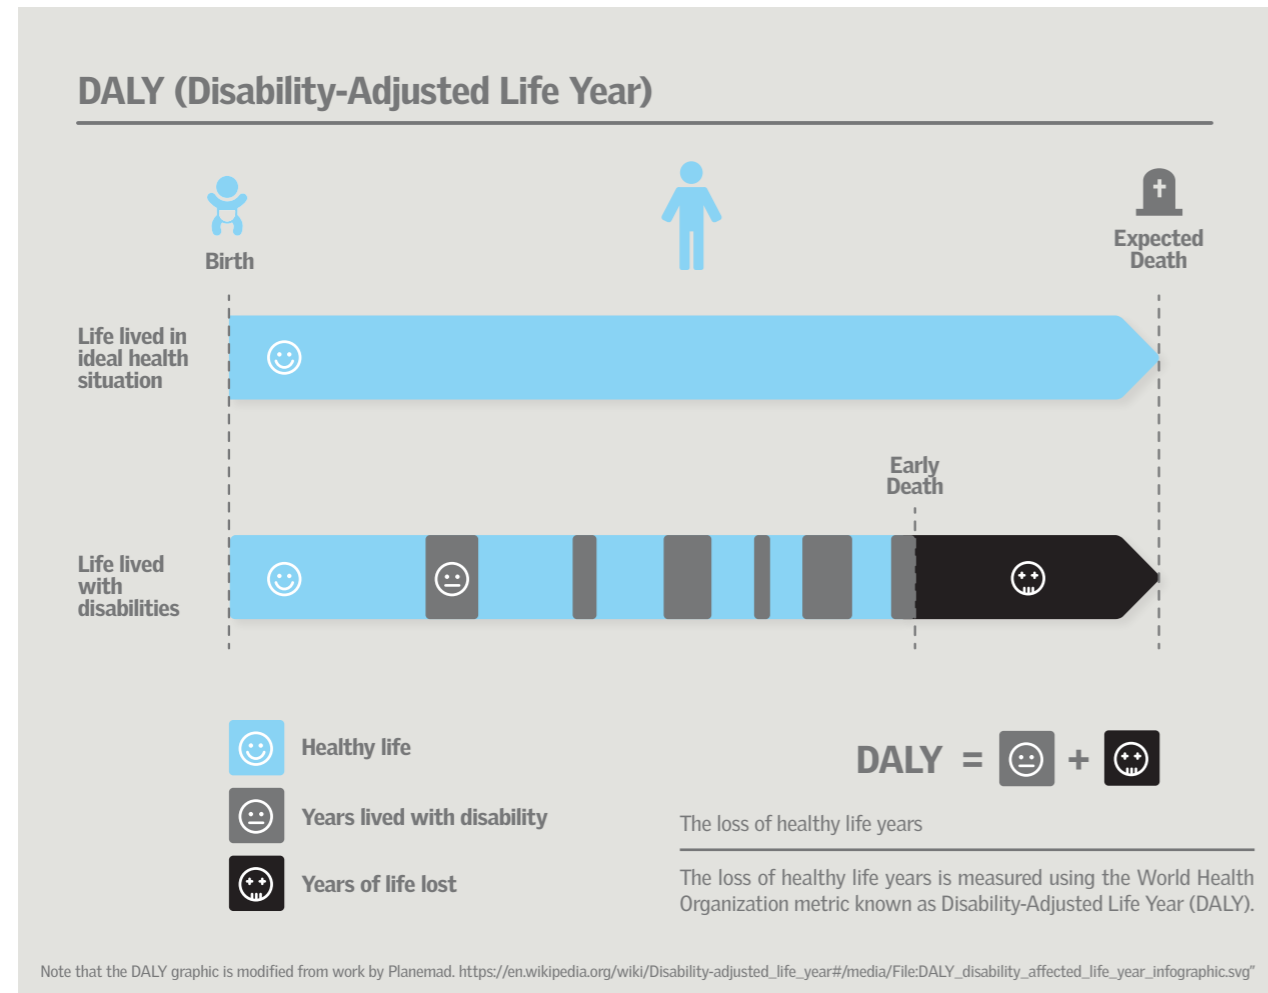 DALY (Disability-Adjusted Life Year)
Birth
Expected
Death
Life lived in
ideal health
situation
Early
Death
Life lived
with
disabilities
Healthy life
Years lived with disability
Years of life lost
DALY = +
The loss of healthy life years
The loss of healthy life years is measured using the World Health
Organization metric known as Disability-Adjusted Life Year (DALY).
Note that the DALY graphic is modified from work by Planemad. https://en.wikipedia.org/wiki/Disability-adjusted_life_year#/media/File:DALY_disability_affected_life_year_infographic.svg"